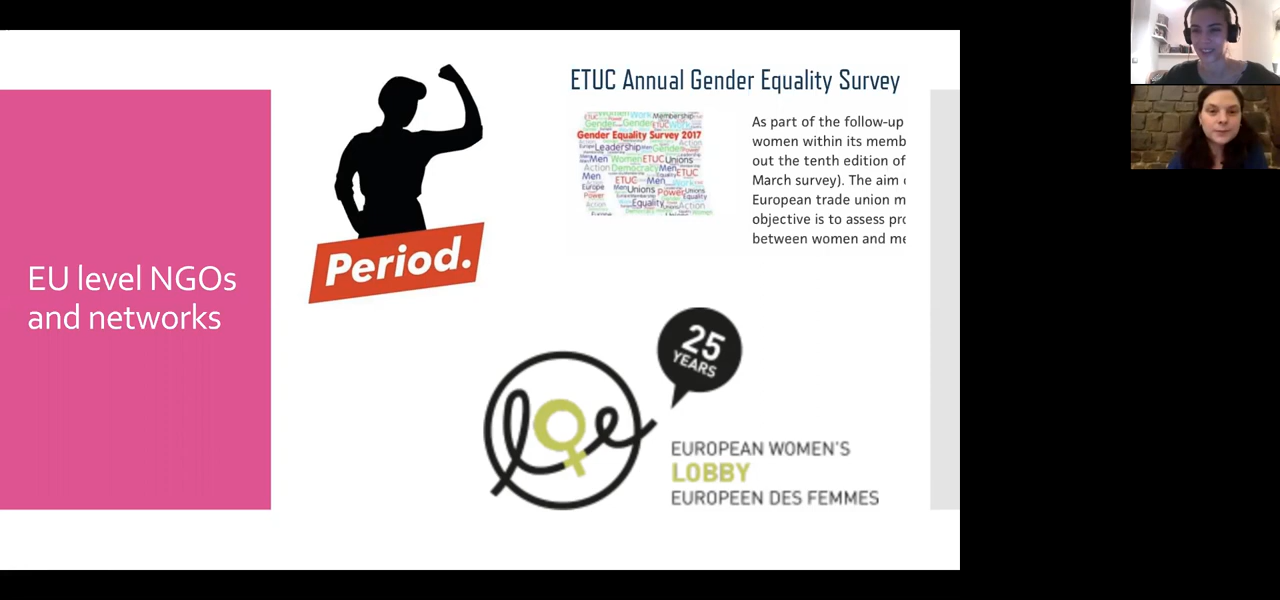 EU level NGOs
and networks
Period.
ETUC Annual Gender Equality Survey
Gender Equality Survey 2017
As part of the follow-up
women within its memb
out the tenth edition of
March survey). The aim
European trade union m
objective is to assess pro
between women and me
25
YEARS
EUROPEAN WOMEN'S
LOBBY
EUROPEEN DES FEMMES